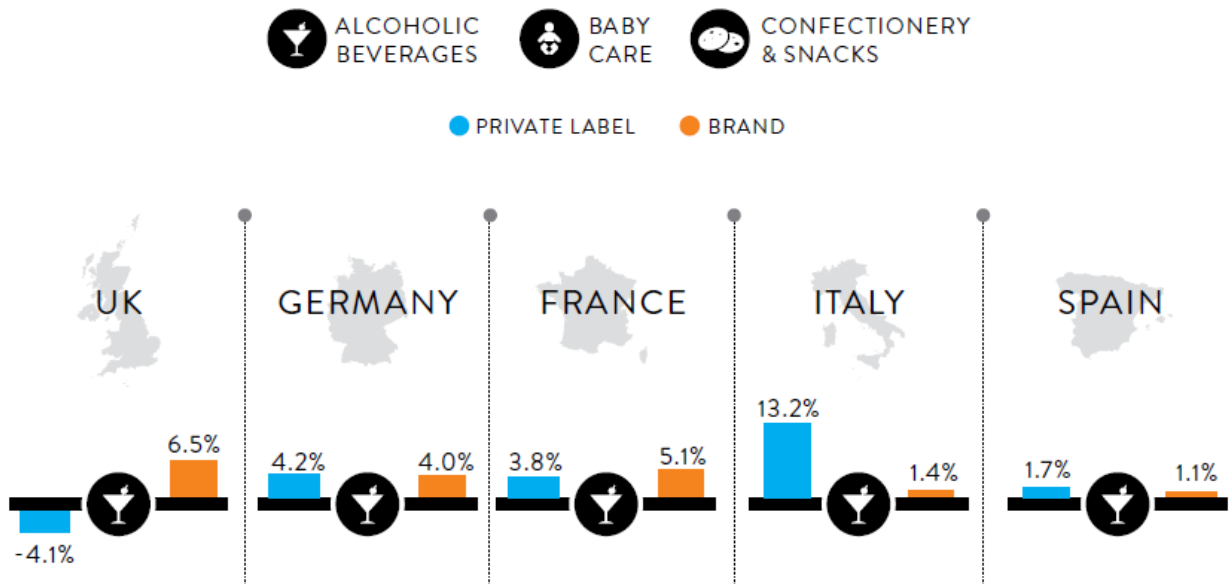 ALCOHOLIC
BEVERAGES
BABY
CARE
CONFECTIONERY
& SNACKS
PRIVATE LABEL
BRAND
UK
GERMANY
FRANCE
ITALY
SPAIN
-4.1%
6.5%
4.2%
4.0%
3.8%
5.1%
13.2%
1.4%
1.7%
1.1%